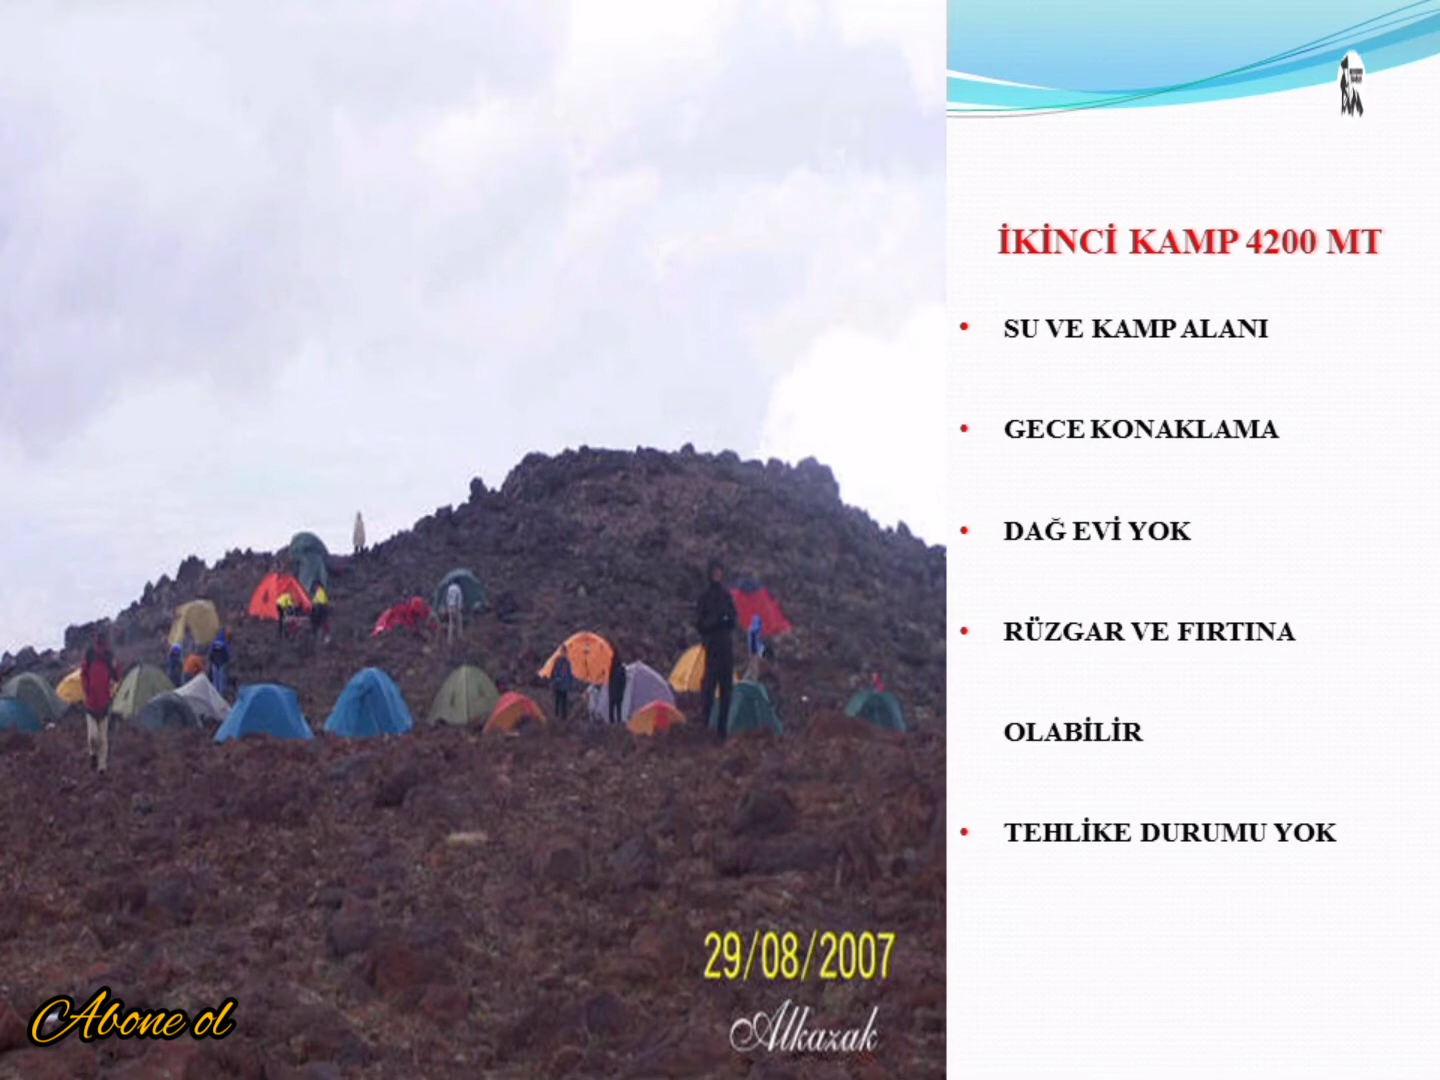 İKİNCİ KAMP 4200 MT
• SU VE KAMP ALANI
• GECE KONAKLAMA
• DAĞ EVİ YOK
• RÜZGAR VE FIRTINA
OLABİLİR
• TEHLİKE DURUMU YOK
29/08/2007
Alkazak
Abone ol